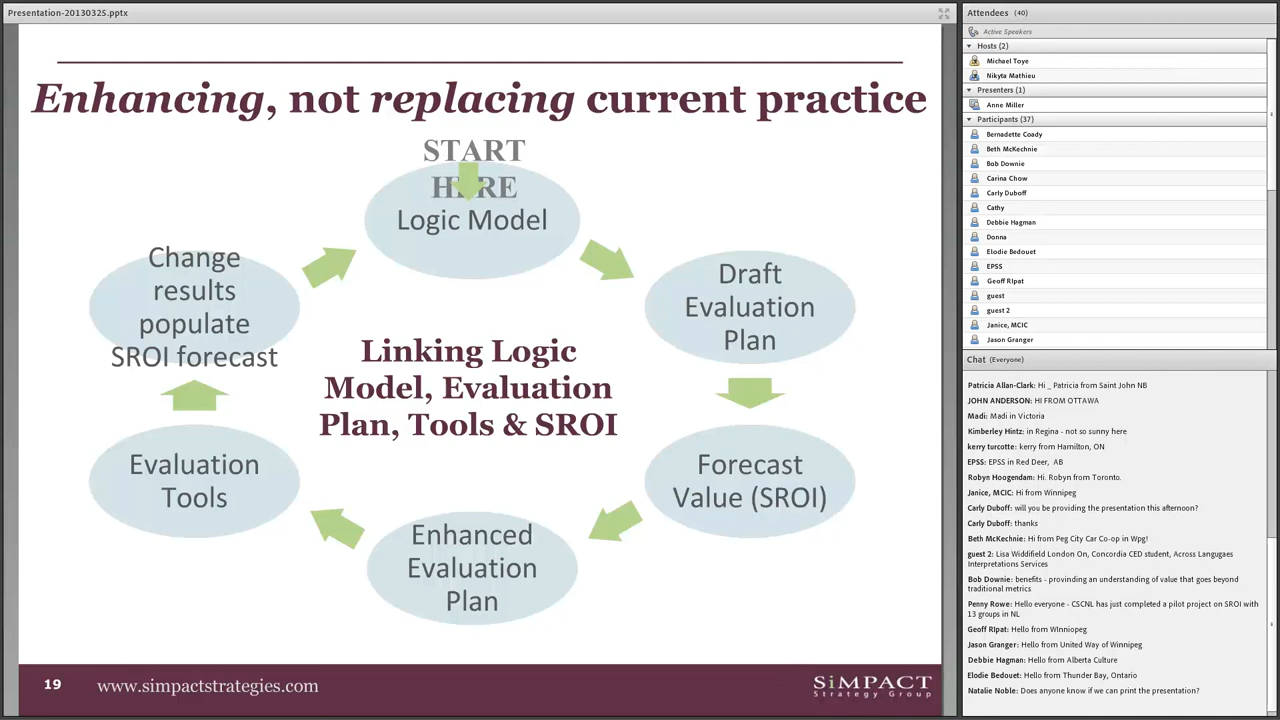 Presentation-20130325.pptx
Enhancing, not replacing current practice
START
HERE
Logic Model
Draft
Evaluation
Plan
Forecast
Value (SROI)
Enhanced
Evaluation
Plan
Evaluation
Tools
Change
results
populate
SROI forecast
Linking Logic
Model, Evaluation
Plan, Tools & SROI
19
www.simpactstrategies.com
SiMPACT
Strategy Group
Attendees (40)
Active Speakers
Hosts (2)
Michael Toye
Nikyta Mathieu
Presenters (1)
Anne Miller
Participants (37)
Bernadette Coady
Beth McKechnie
Bob Downie
Carina Chow
Carly Duboff
Cathy
Debbie Hagman
Donna
Elodie Bedouet
EPSS
Geoff RIpat
guest
guest 2
Janice, MCIC
Jason Granger
Chat (Everyone)
Patricia Allan-Clark: Hi _ Patricia from Saint John NB
JOHN ANDERSON: HI FROM OTTAWA
Madi: Madi in Victoria
Kimberley Hintz: in Regina - not so sunny here
kerry turcotte: kerry from Hamilton, ON
EPSS: EPSS in Red Deer, AB
Robyn Hoogendam: Hi. Robyn from Toronto.
Janice, MCIC: Hi from Winnipeg
Carly Duboff: will you be providing the presentation this afternoon?
Carly Duboff: thanks
Beth McKechnie: Hi from Peg City Car Co-op in Wpg!
guest 2: Lisa Widdifield London On, Concordia CED student, Across Langugaes
Interpretations Services
Bob Downie: benefits - provinding an understanding of value that goes beyond
traditional metrics
Penny Rowe: Hello everyone - CSCNL has just completed a pilot project on SROI with
13 groups in NL
Geoff RIpat: Hello from WInniopeg
Jason Granger: Hello from United Way of Winnipeg
Debbie Hagman: Hello from Alberta Culture
Elodie Bedouet: Hello from Thunder Bay, Ontario
Natalie Noble: Does anyone know if we can print the presentation?